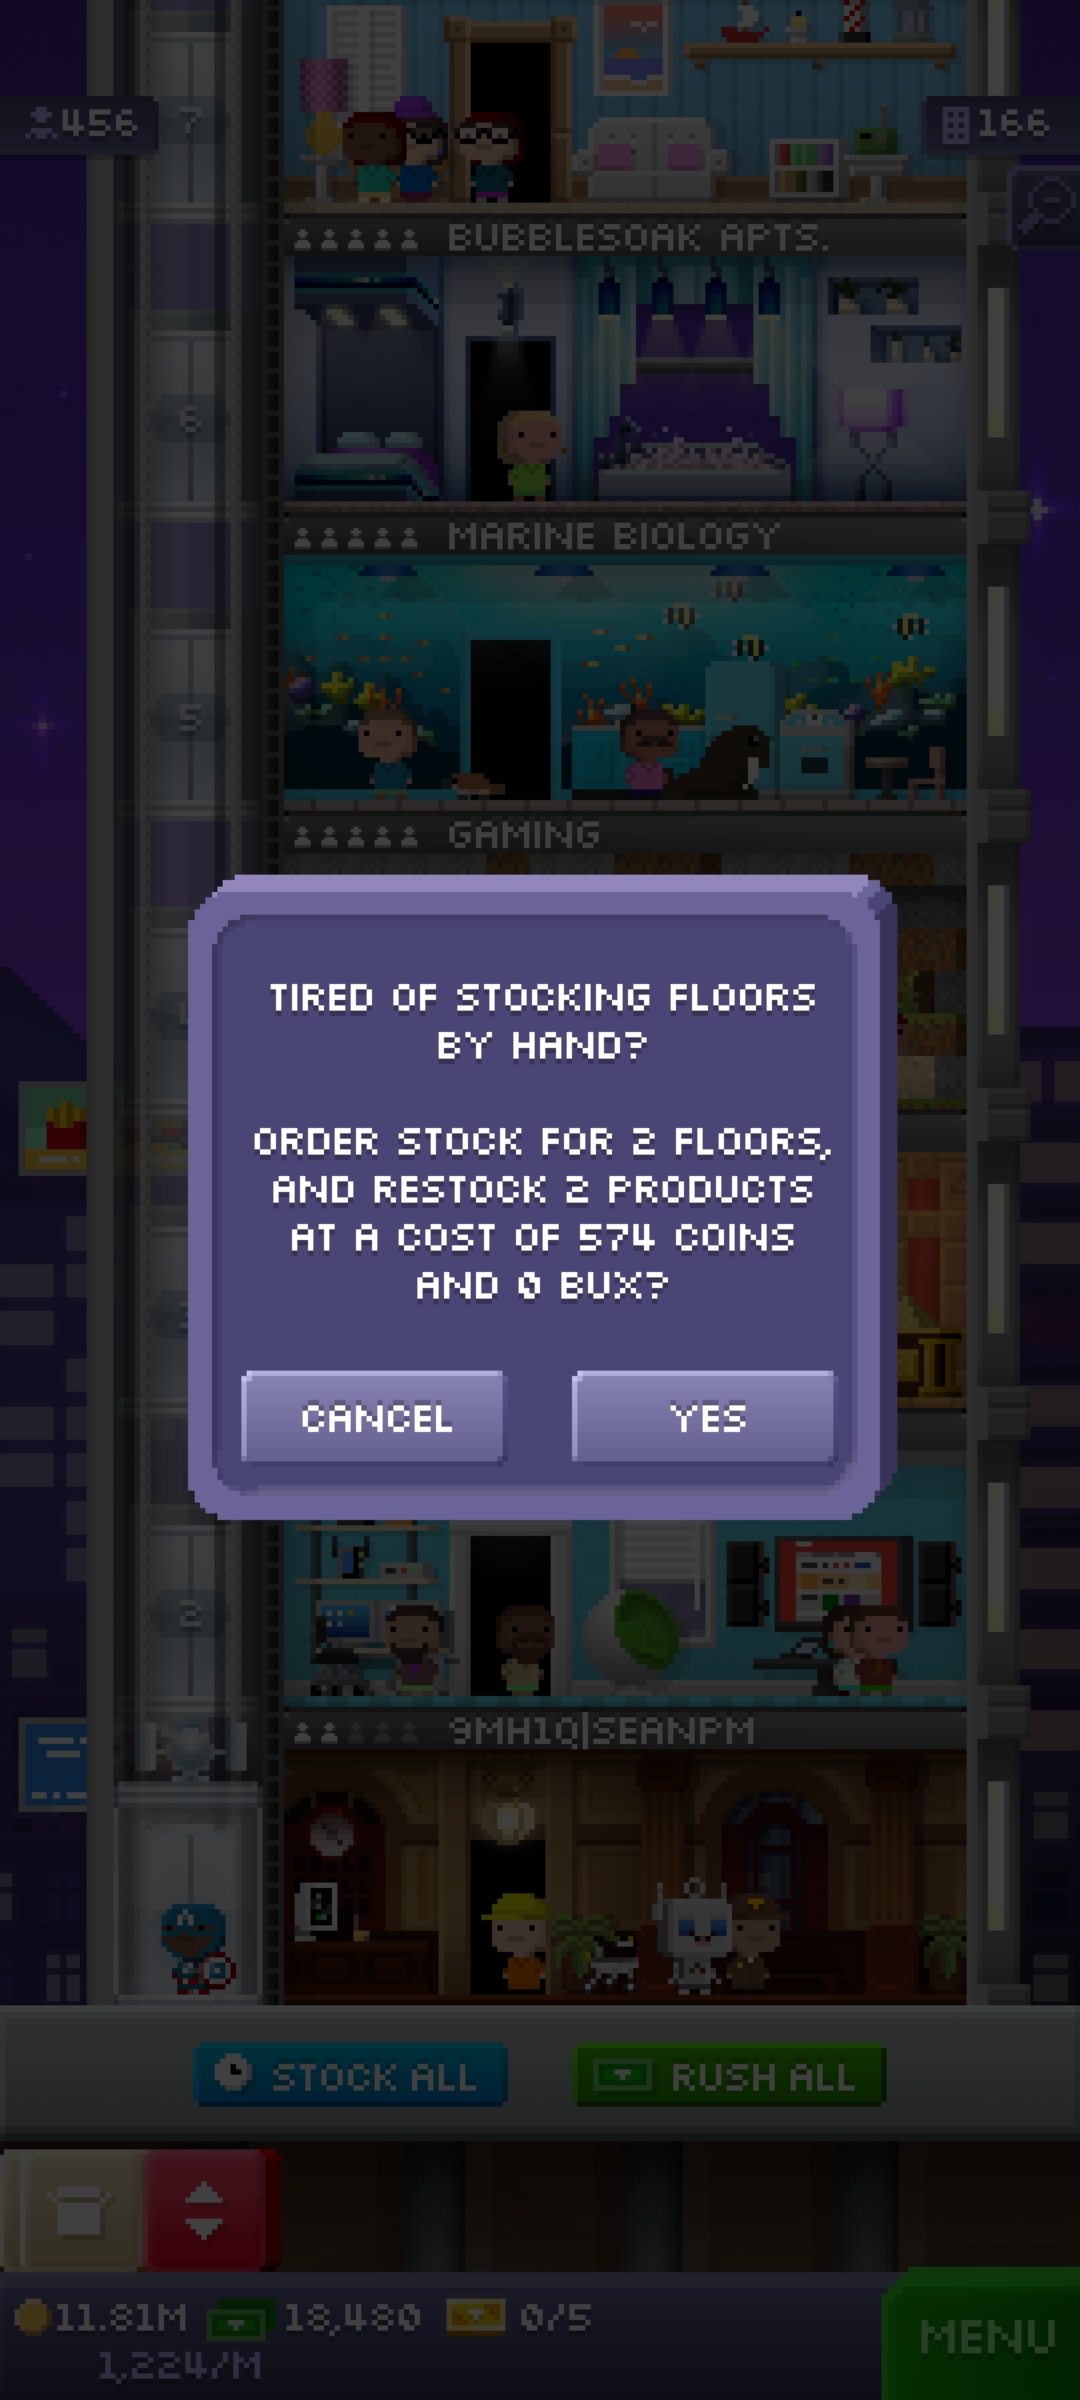 456
7
166
BUBBLESOAK APTS.
6
MARINE BIOLOGY
5
GAMING
TIRED OF STOCKING FLOORS
BY HAND?
ORDER STOCK FOR 2 FLOORS,
AND RESTOCK 2 PRODUCTS
AT A COST OF 574 COINS
AND 0 BUX?
CANCEL
YES
2
9MH1Q|SEANPM
STOCK ALL
RUSH ALL
11.81M
18,480
0/5
1,224/M
MENU